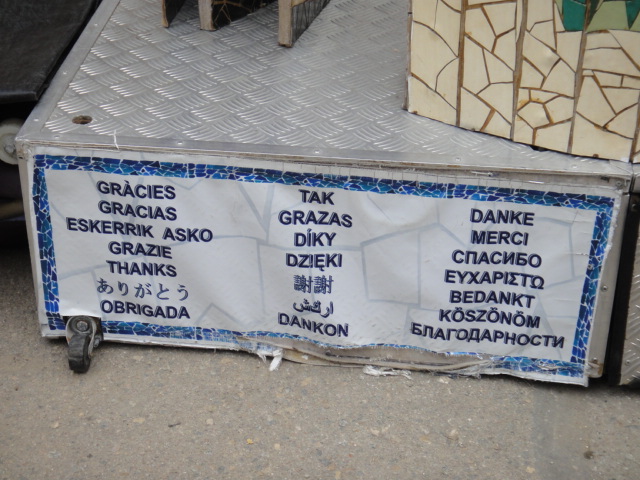 GRÀCIES
GRACIAS
ESKERRIK ASKO
GRAZIE
THANKS
ありがとう
OBRIGADA
TAK
GRAZAS
DÍKY
DZIĘKI
謝謝
DANKON
DANKE
MERCI
СПАСИБО
ΕΥΧΑΡΙΣΤΩ
BEDANKT
KÖSZÖNÖM
БЛАГОДАРНОСТИ